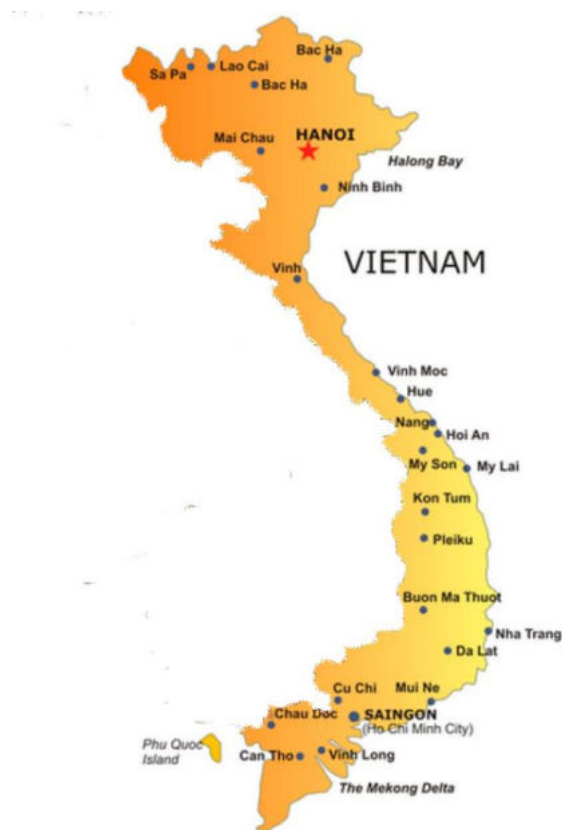 Bac Ha
Sa Pa
Lao Cai
Bac Ha
Mai Chau
HANOI
Halong Bay
Ninh Binh
VIETNAM
Vinh
Vinh Moc
Hue
Nang
Hoi An
My Son
My Lai
Kon Tum
Pleiku
Buon Ma Thuot
Nha Trang
Da Lat
Cu Chi
Mui Ne
Chau Doc
SAINGON
(Ho Chi Minh City)
Phu Quoc
Island
Can Tho
Vinh Long
The Mekong Delta